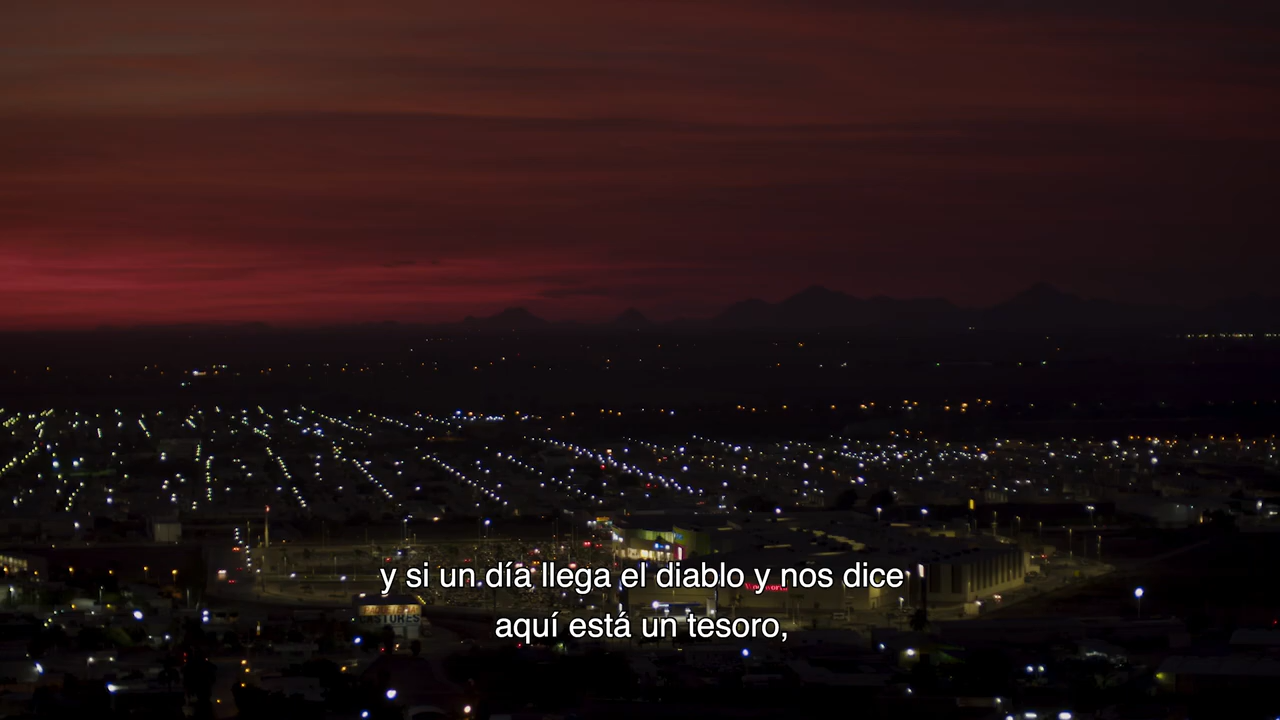 y si un día llega el diablo y nos dice
aquí está un tesoro,